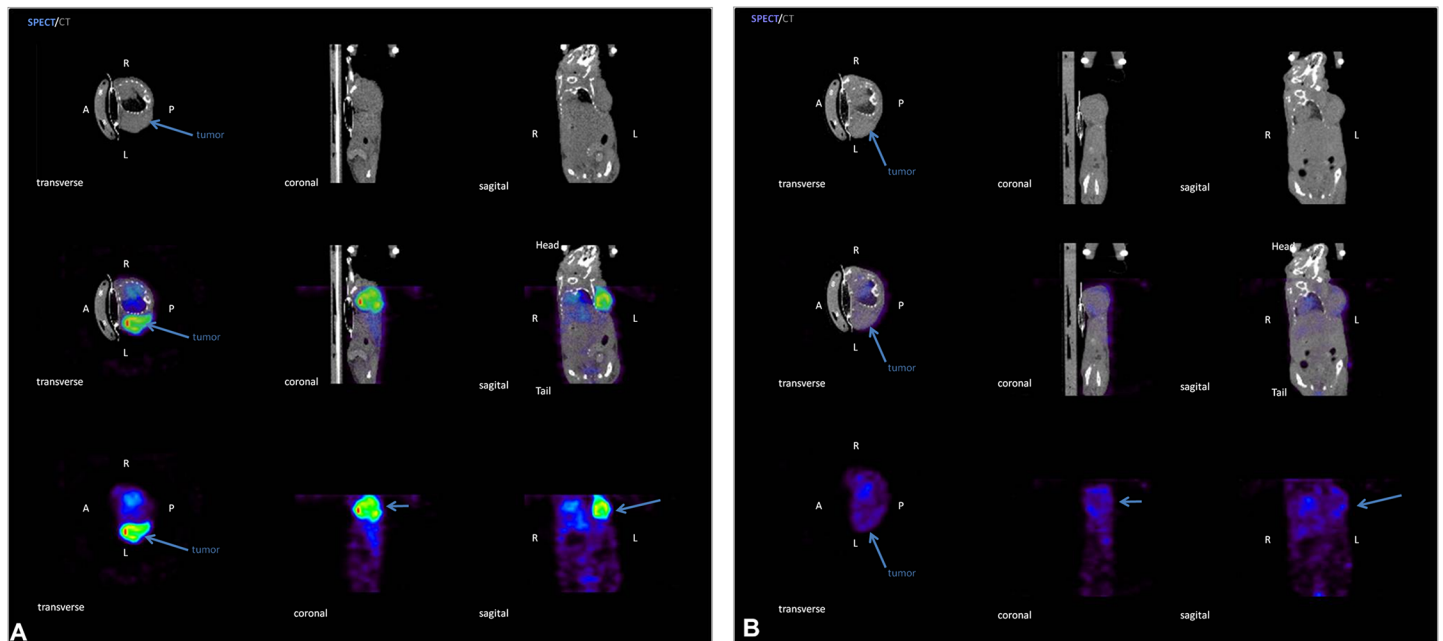 SPECT/CT
R
A
P
tumor
L
transverse
coronal
R
L
sagital
R
A
P
tumor
L
transverse
coronal
Head
R
L
sagital
Tail
R
A
P
L
tumor
transverse
coronal
R
L
sagital
A
SPECT/CT
R
A
P
L
tumor
transverse
coronal
R
L
sagital
R
A
P
L
tumor
transverse
coronal
Head
R
L
sagital
Tail
R
A
P
L
tumor
transverse
coronal
R
L
sagital
B